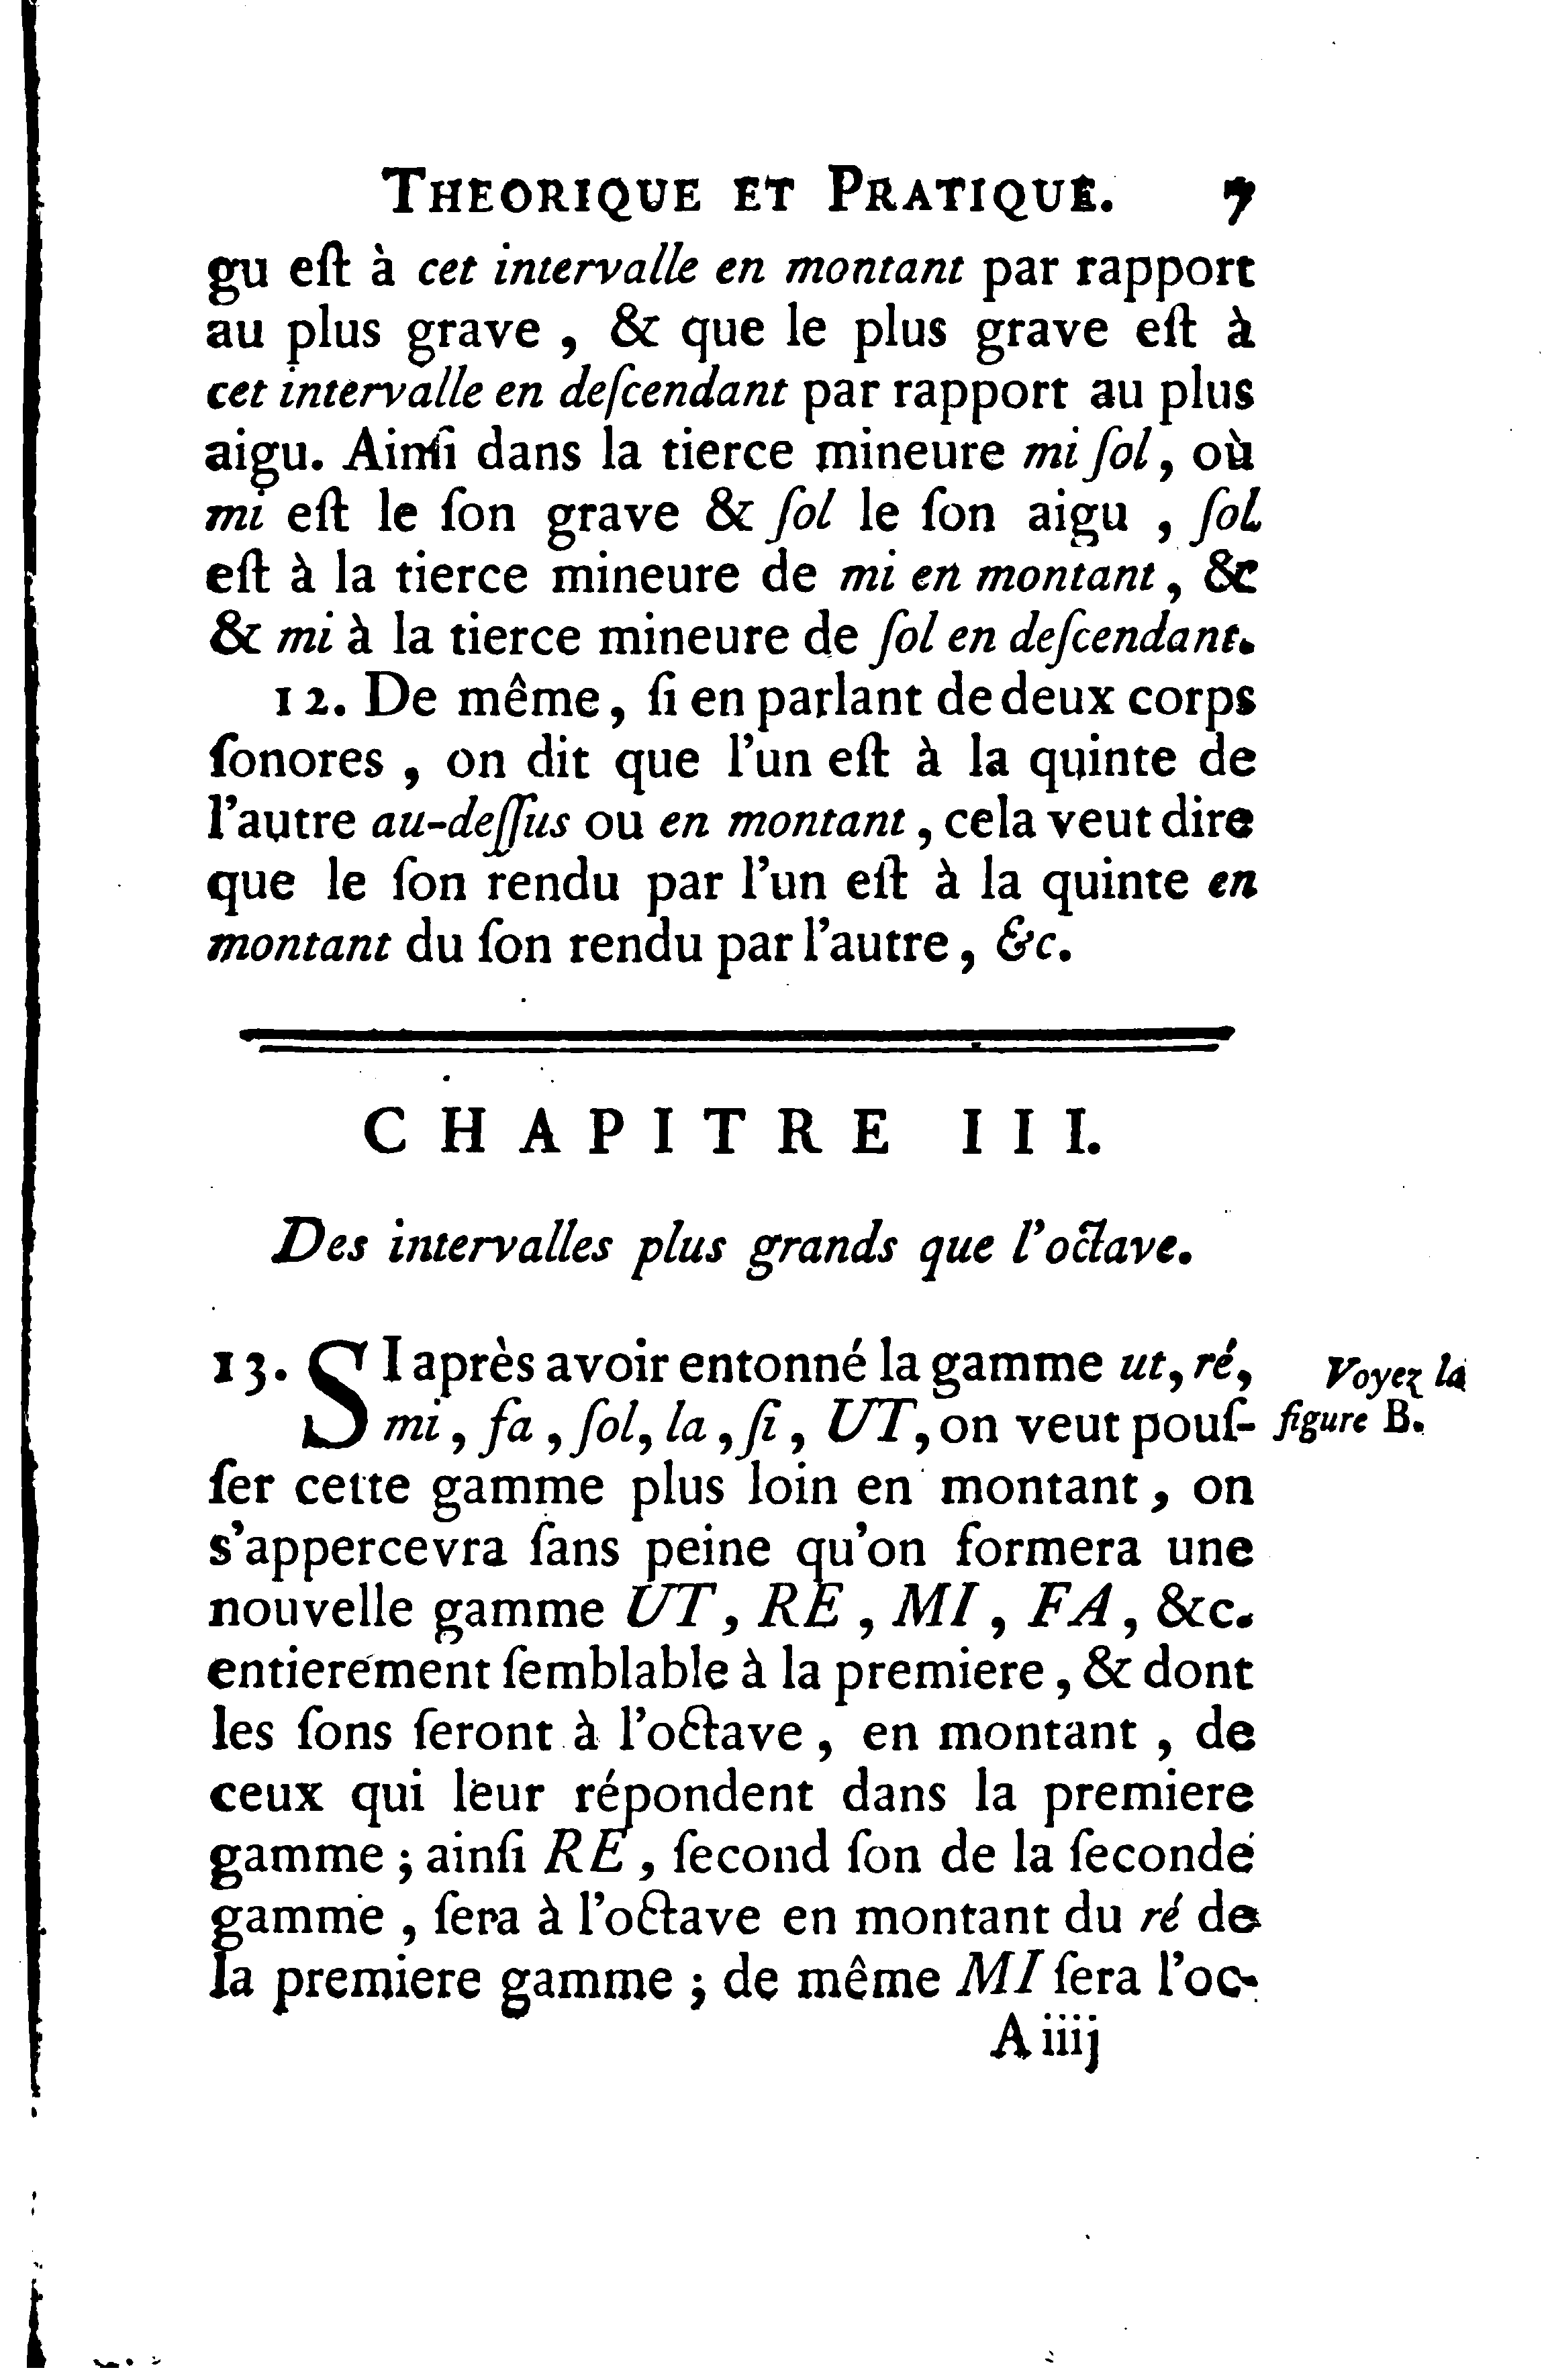 THEORIQUE ET PRATIQUE. 7
gu eſt à cet intervalle en montant par rapport
au plus grave , & que le plus grave eſt à
cet intervalle en deſcendant par rapport au plus
aigu. Ainſi dans la tierce mineure mi ſol, où
mi eſt le ſon grave & ſol le ſon aigu , ſol
eſt à la tierce mineure de mi en montant, &
& mi à la tierce mineure de ſol en deſcendant.
12. De même, ſi en parlant de deux corps
ſonores , on dit que l'un eſt à la quinte de
l'autre au-deſſus ou en montant, cela veut dire
que le ſon rendu par l'un eſt à la quinte en
montant du ſon rendu par l'autre, &c.
CHAPITRE III.
Des intervalles plus grands que l'octave.
13. SI après avoir entonné la gamme ut, ré,
mi, fa, ſol, la, ſi, UT, on veut pouſ-
ſer cette gamme plus loin en montant, on
s'appercevra ſans peine qu'on formera une
nouvelle gamme UT, RE, MI, FA, &c.
entierement ſemblable à la premiere, & dont
les ſons ſeront à l'octave, en montant, de
ceux qui leur répondent dans la premiere
gamme ; ainſi RE, ſecond ſon de la ſeconde
gamme , ſera à l'octave en montant du ré de
la premiere gamme ; de même MI ſera l'oc-
A iiij
Voyez la
figure B.